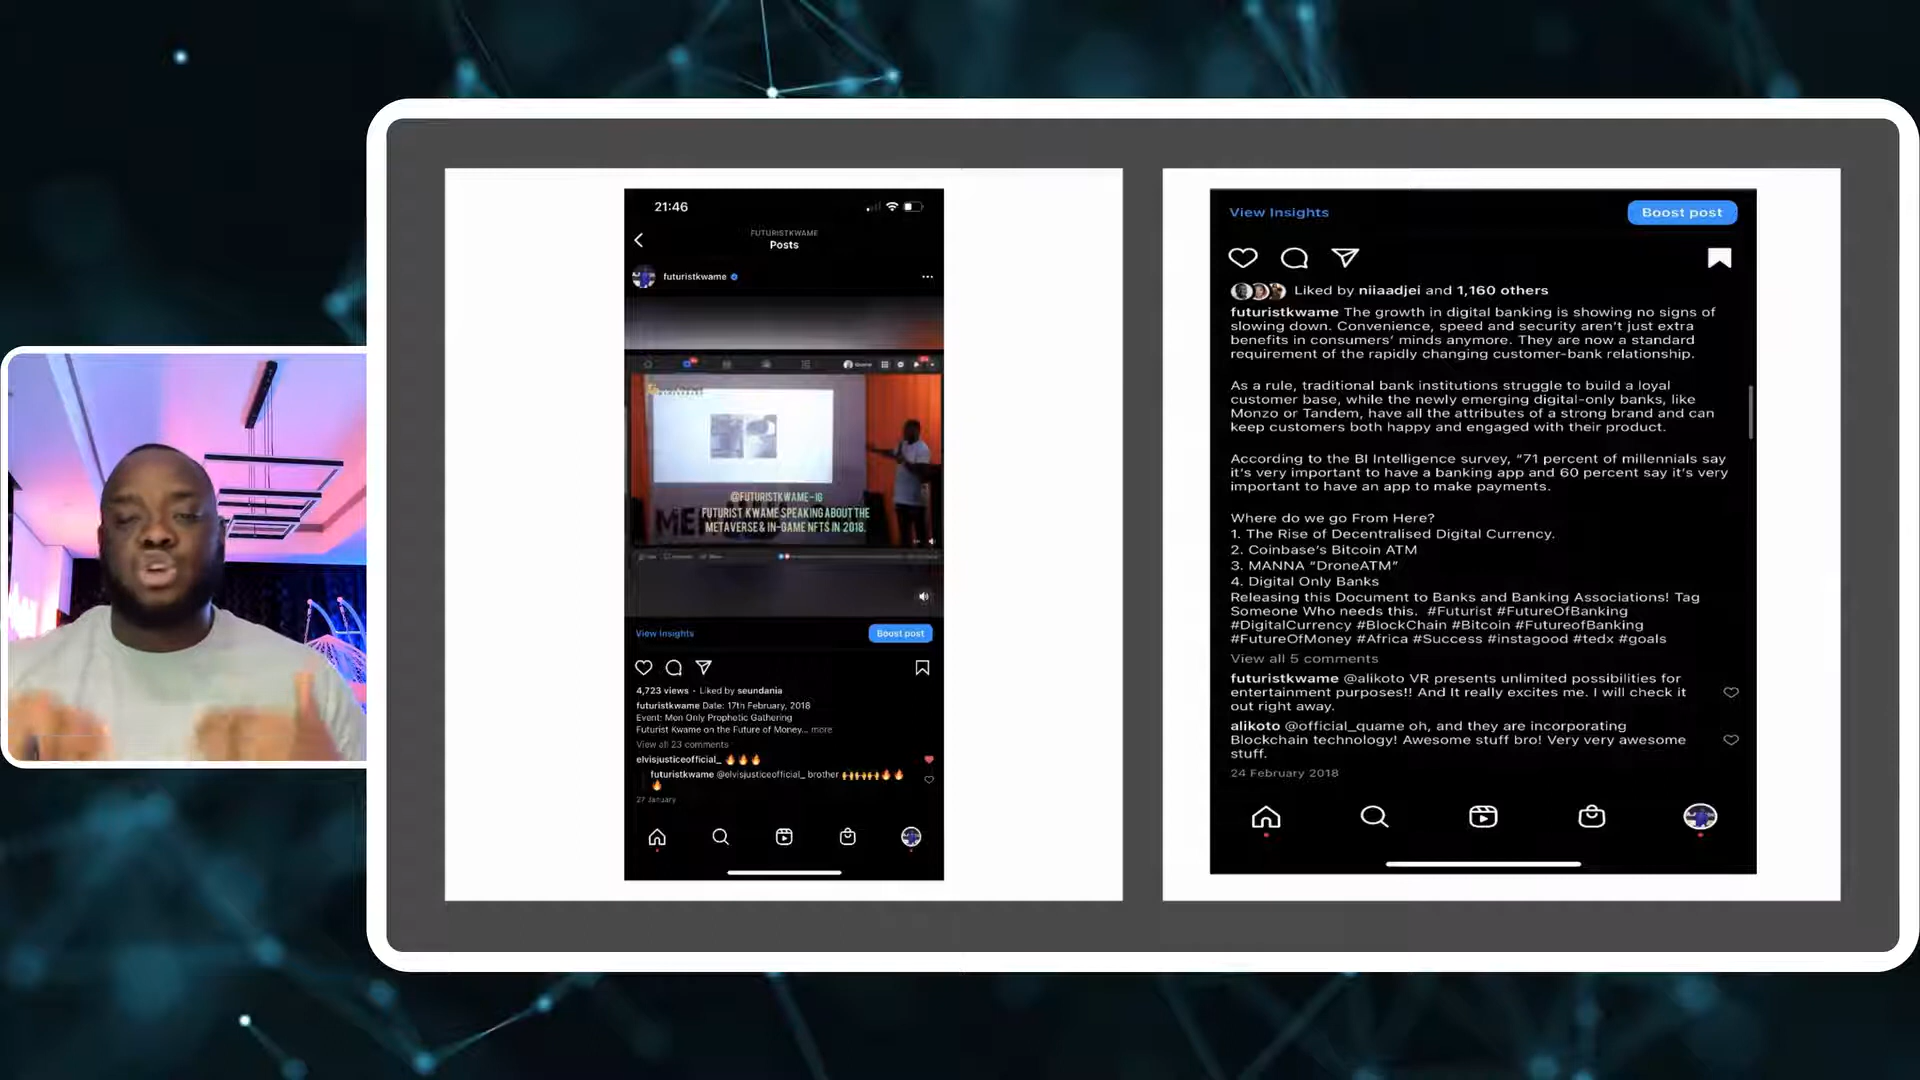 21:46
FUTURISTKWAME
Posts
futuristkwame
@FUTURISTKWAME-IG
FUTURIST KWAME SPEAKING ABOUT THE
METAVERSE & IN-GAME NFTS IN 2018.
View Insights
Boost post
4,723 views · Liked by seundania
futuristkwame Date: 17th February, 2018
Event: Men Only Prophetic Gathering
Futurist Kwame on the Future of Money... more
View all 23 comments
elvisjusticeofficial_ 🔥🔥🔥
futuristkwame @elvisjusticeofficial_ brother 🙌🙌🙌🔥🔥
🔥
27 January
View Insights
Boost post
Liked by niiaadjei and 1,160 others
futuristkwame The growth in digital banking is showing no signs of
slowing down. Convenience, speed and security aren't just extra
benefits in consumers' minds anymore. They are now a standard
requirement of the rapidly changing customer-bank relationship.
As a rule, traditional bank institutions struggle to build a loyal
customer base, while the newly emerging digital-only banks, like
Monzo or Tandem, have all the attributes of a strong brand and can
keep customers both happy and engaged with their product.
According to the BI Intelligence survey, “71 percent of millennials say
it's very important to have a banking app and 60 percent say it's very
important to have an app to make payments.
Where do we go From Here?
1. The Rise of Decentralised Digital Currency.
2. Coinbase's Bitcoin ATM
3. MANNA “DroneATM”
4. Digital Only Banks
Releasing this Document to Banks and Banking Associations! Tag
Someone Who needs this. #Futurist #FutureOfBanking
#DigitalCurrency #BlockChain #Bitcoin #FutureofBanking
#FutureOfMoney #Africa #Success #instagood #tedx #goals
View all 5 comments
futuristkwame @alikoto VR presents unlimited possibilities for
entertainment purposes!! And It really excites me. I will check it
out right away.
alikoto @official_quame oh, and they are incorporating
Blockchain technology! Awesome stuff bro! Very very awesome
stuff.
24 February 2018